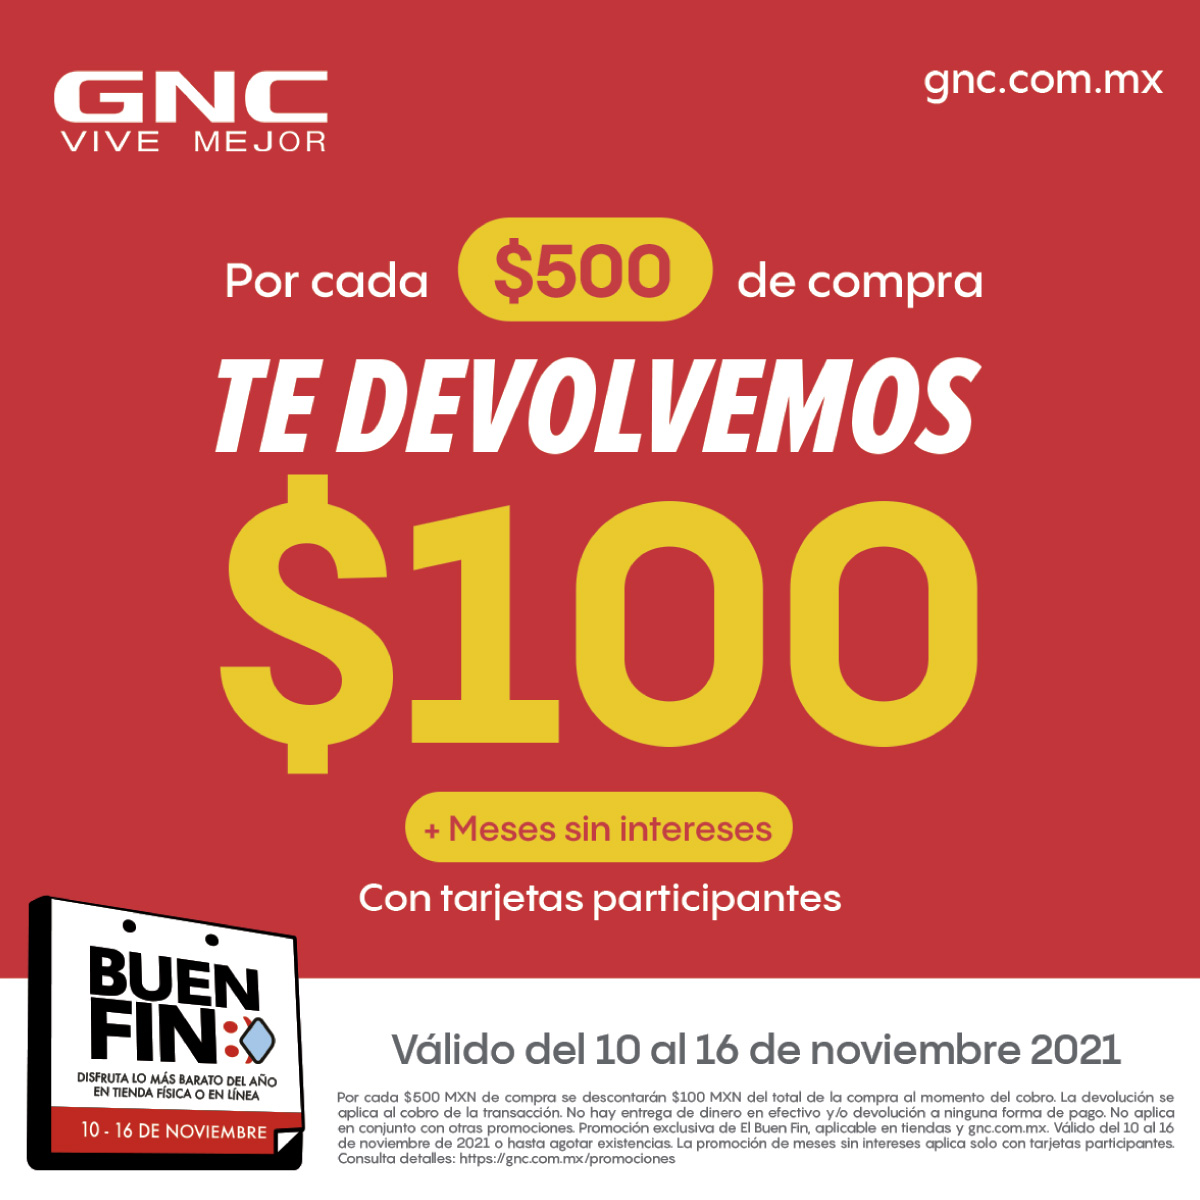 GNC
VIVE MEJOR
gnc.com.mx
Por cada $500 de compra
TE DEVOLVEMOS
$100
+ Meses sin intereses
Con tarjetas participantes
BUEN
FIN
DISFRUTA LO MÁS BARATO DEL AÑO
EN TIENDA FÍSICA O EN LÍNEA
10 - 16 DE NOVIEMBRE
Válido del 10 al 16 de noviembre 2021
Por cada $500 MXN de compra se descontarán $100 MXN del total de la compra al momento del cobro. La devolución se
aplica al cobro de la transacción. No hay entrega de dinero en efectivo y/o devolución a ninguna forma de pago. No aplica
en conjunto con otras promociones. Promoción exclusiva de El Buen Fin, aplicable en tiendas y gnc.com.mx. Válido del 10 al 16
de noviembre de 2021 o hasta agotar existencias. La promoción de meses sin intereses aplica solo con tarjetas participantes.
Consulta detalles: https://gnc.com.mx/promociones